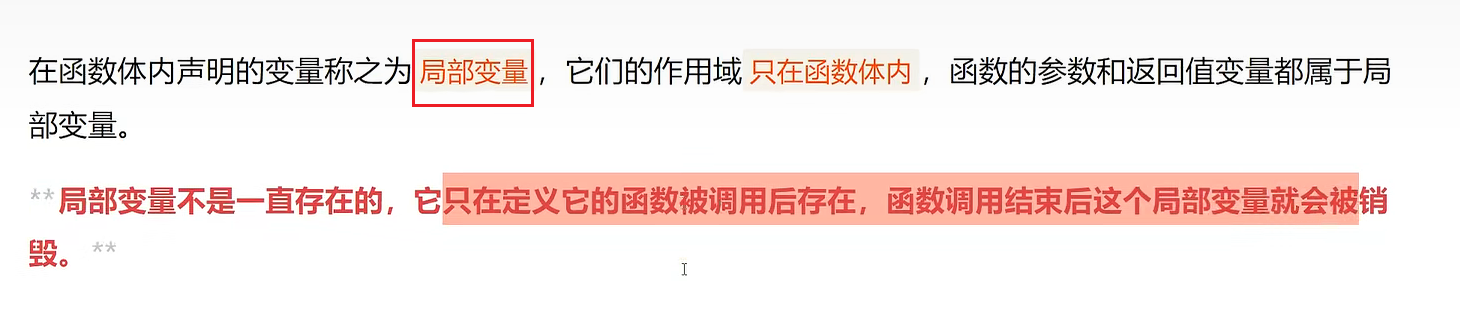 在函数体内声明的变量称之为 局部变量 ，它们的作用域 只在函数体内 ，函数的参数和返回值变量都属于局
部变量。
**局部变量不是一直存在的，它只在定义它的函数被调用后存在，函数调用结束后这个局部变量就会被销
毁。 **